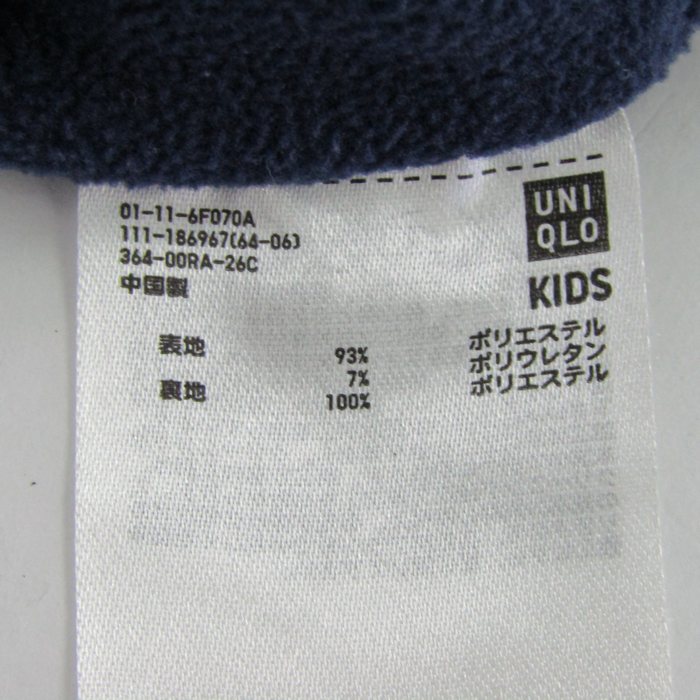 UNI
QLO
KIDS
01-11-6F070A
111-186967(64-06)
364-00RA-26C
中国製
表地 93% ポリエステル
7% ポリウレタン
裏地 100% ポリエステル